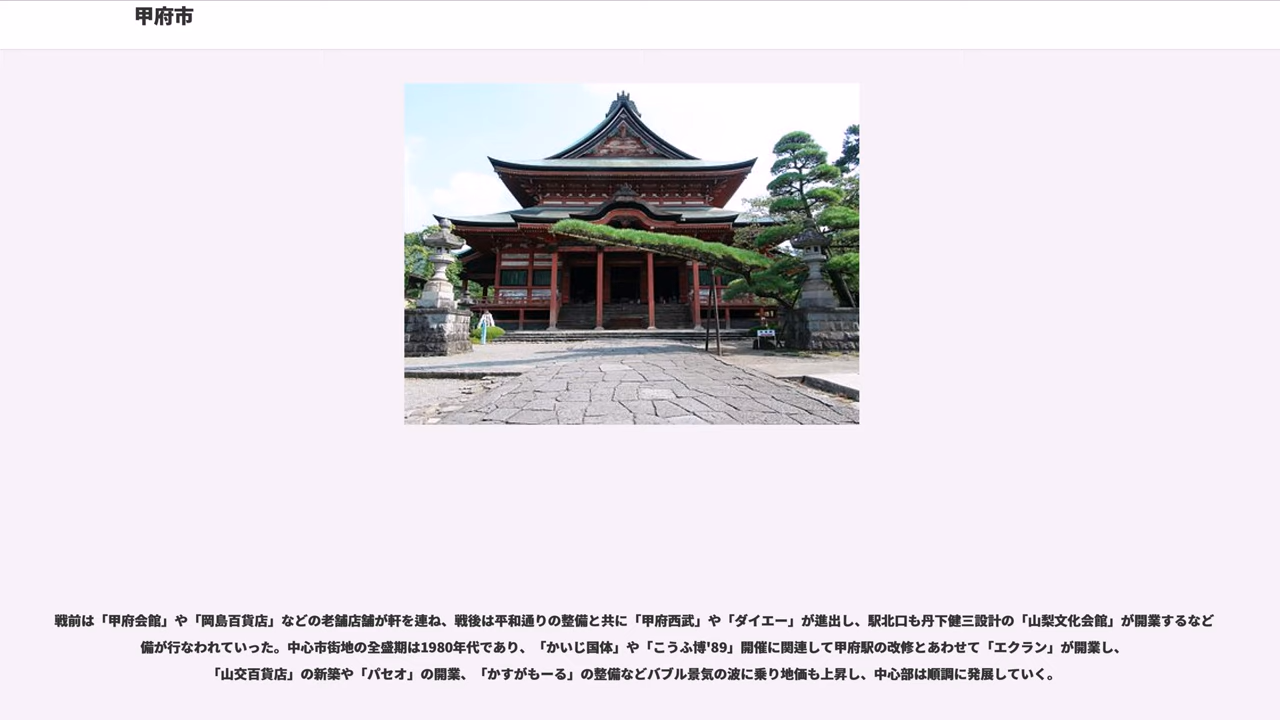 甲府市
戦前は「甲府会館」や「岡島百貨店」などの老舗店舗が軒を連ね、戦後は平和通りの整備と共に「甲府西武」や「ダイエー」が進出し、駅北口も丹下健三設計の「山梨文化会館」が開業するなど
備が行なわれていった。中心市街地の全盛期は1980年代であり、「かいじ国体」や「こうふ博'89」開催に関連して甲府駅の改修とあわせて「エクラン」が開業し、
「山交百貨店」の新築や「パセオ」の開業、「かすがもーる」の整備などバブル景気の波に乗り地価も上昇し、中心部は順調に発展していく。